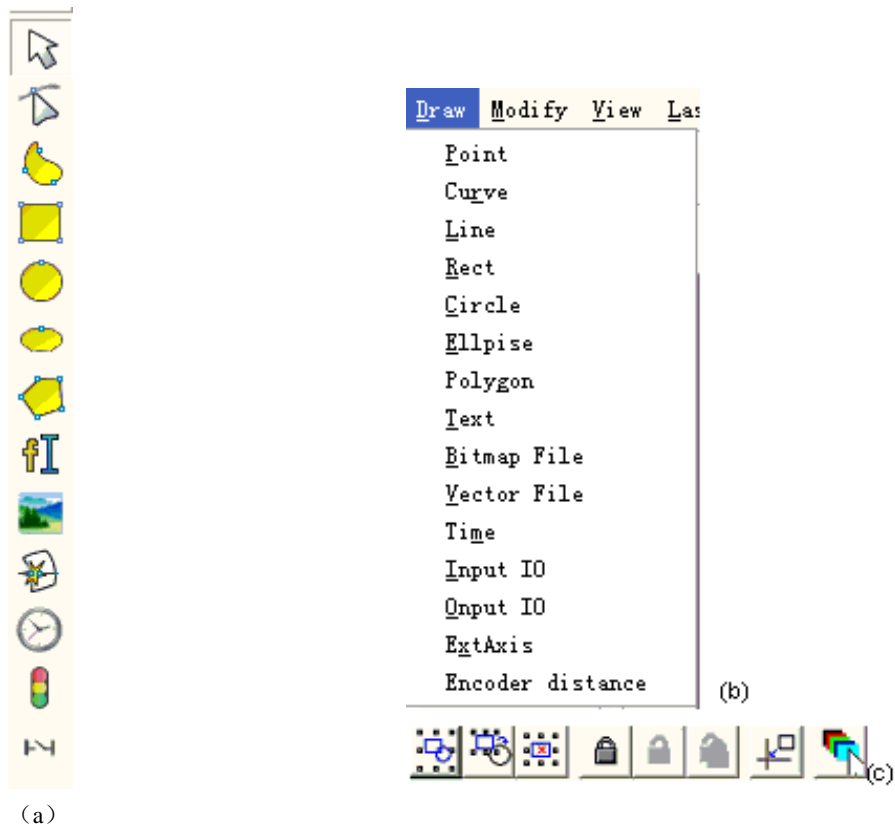 Draw Modify View Las
Point
Curve
Line
Rect
Circle
Ellpise
Polygon
Text
Bitmap File
Vector File
Time
Input IO
Onput IO
ExtAxis
Encoder distance
(b)
(c)
（a）